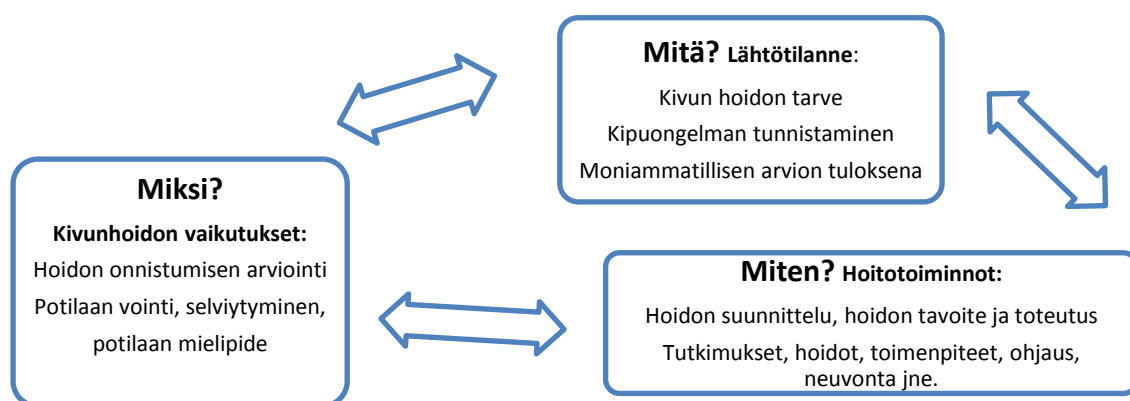 Mitä? Lähtötilanne:
Kivun hoidon tarve
Kipuongelman tunnistaminen
Moniammatillisen arvion tuloksena
Miksi?
Kivunhoidon vaikutukset:
Hoidon onnistumisen arviointi
Potilaan vointi, selviytyminen,
potilaan mielipide
Miten? Hoitotoiminnot:
Hoidon suunnittelu, hoidon tavoite ja toteutus
Tutkimukset, hoidot, toimenpiteet, ohjaus,
neuvonta jne.